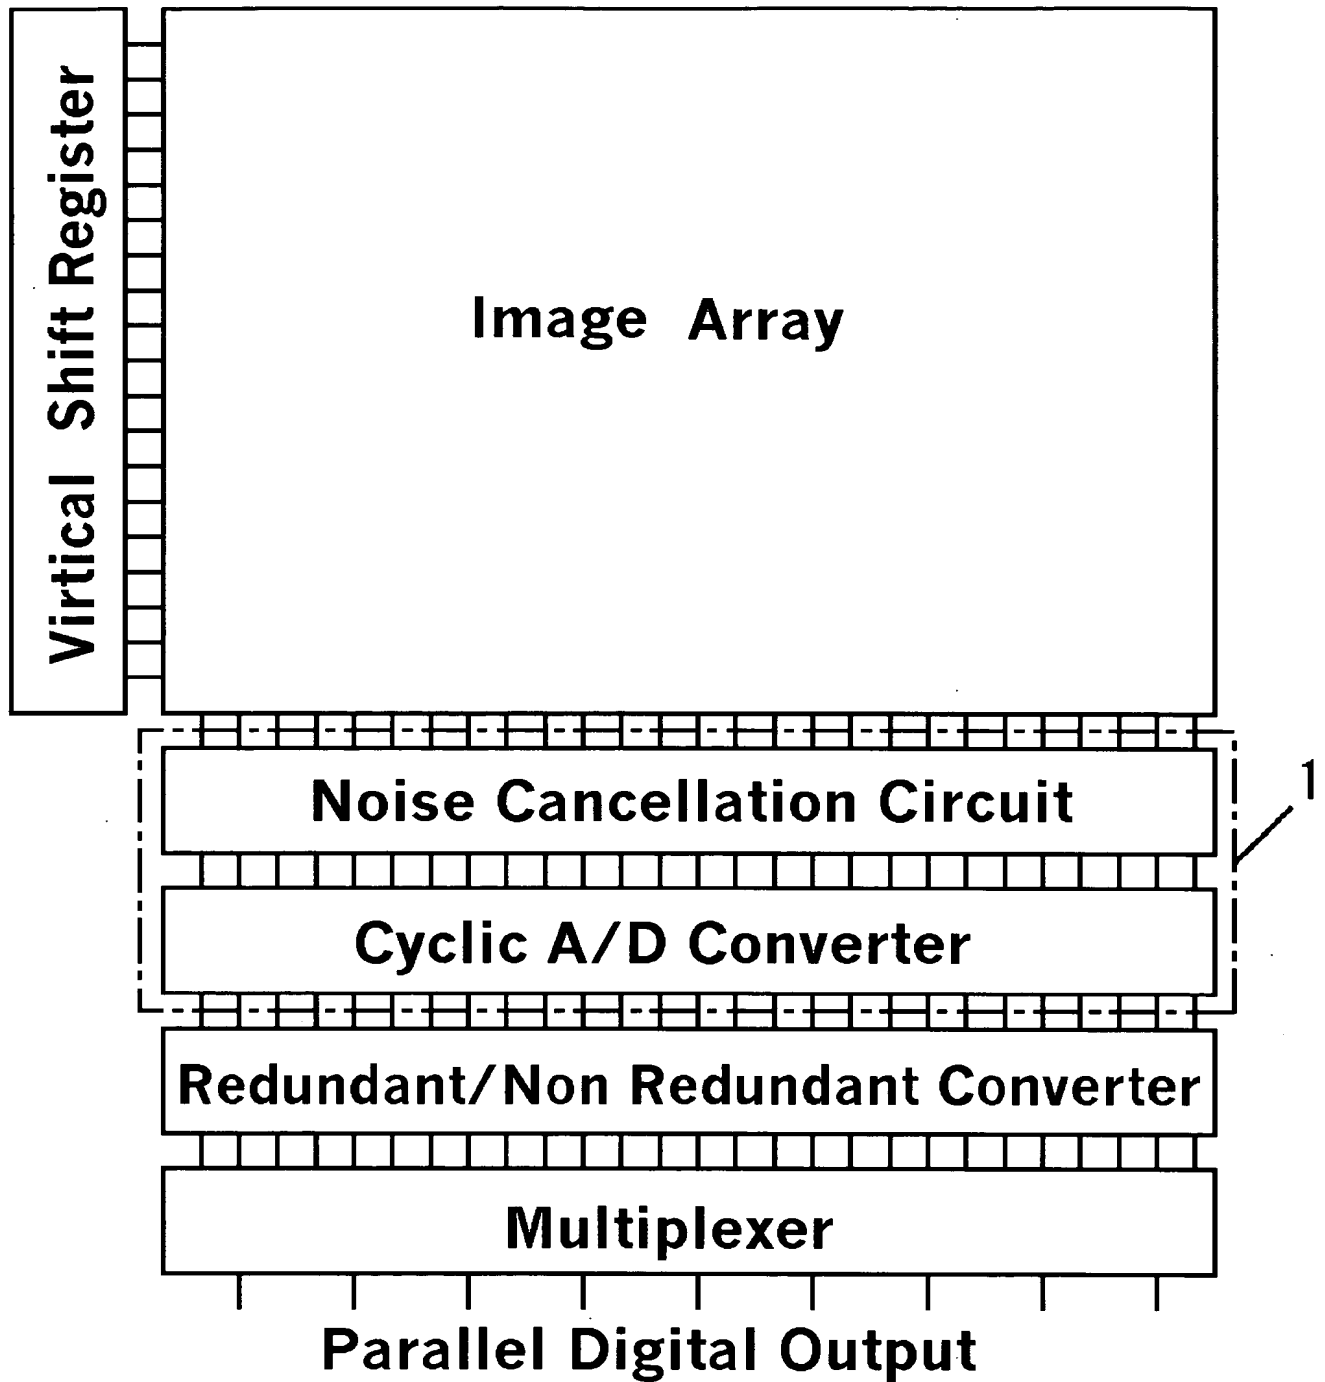 Virtical Shift Register
Image Array
Noise Cancellation Circuit
1
Cyclic A/D Converter
Redundant/Non Redundant Converter
Multiplexer
Parallel Digital Output